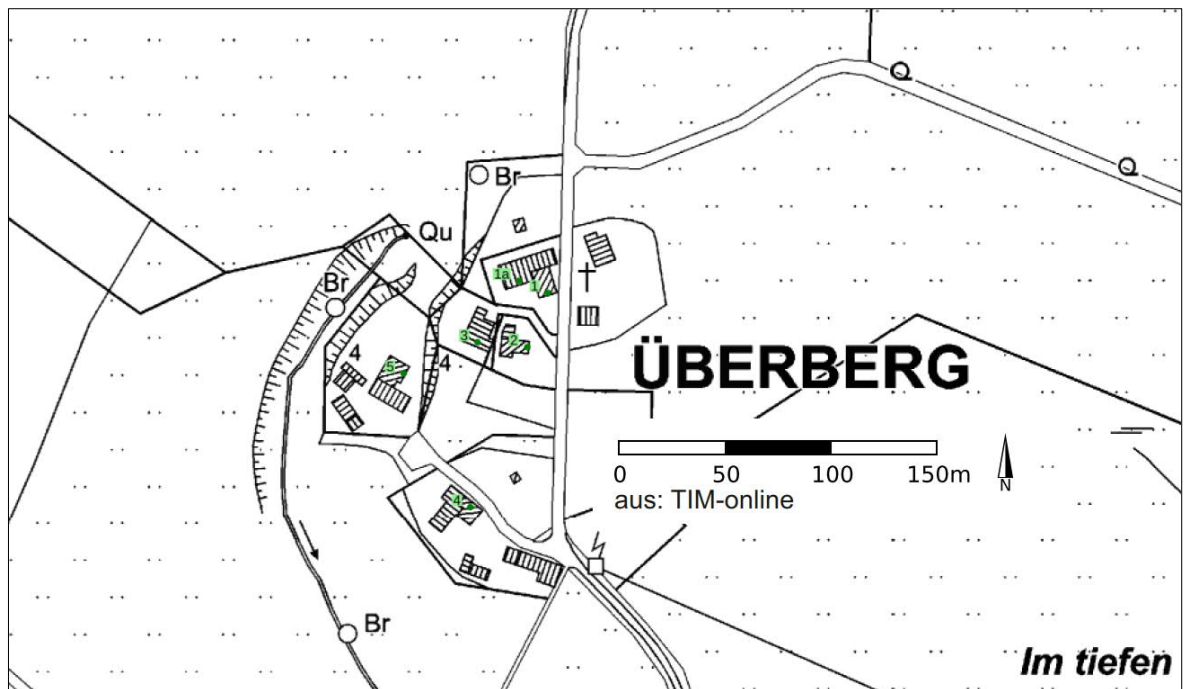 Q
Q
Br
Qu
1a
1
Br
3
2
4
5
4
ÜBERBERG
0 50 100 150m
aus: TIM-online
N
4
Br
Im tiefen